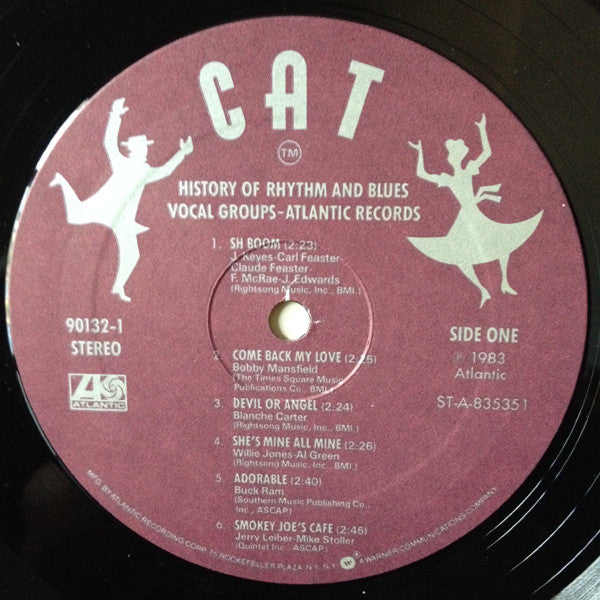 CAT
TM
HISTORY OF RHYTHM AND BLUES
VOCAL GROUPS-ATLANTIC RECORDS
1. SH BOOM (2:23)
J. Keyes-Carl Feaster-
Claude Feaster-
F. McRae-J. Edwards
(Rightsong Music, Inc., BMI.)
90132-1
STEREO
SIDE ONE
℗ 1983
Atlantic
ST-A-835351
2. COME BACK MY LOVE (2:25)
Bobby Mansfield
(The Times Square Music
Publications Co., BMI.)
3. DEVIL OR ANGEL (2:24)
Blanche Carter
(Rightsong Music, Inc., BMI.)
4. SHE'S MINE ALL MINE (2:26)
Willie Jones-Al Green
(Rightsong Music, Inc., BMI.)
5. ADORABLE (2:40)
Buck Ram
(Southern Music Publishing Co.,
Inc., ASCAP.)
6. SMOKEY JOE'S CAFE (2:45)
Jerry Leiber-Mike Stoller
(Quintet Inc., ASCAP.)
ATLANTIC
MFG. BY ATLANTIC RECORDING CORP. 75 ROCKEFELLER PLAZA N.Y. N.Y. W A WARNER COMMUNICATIONS COMPANY